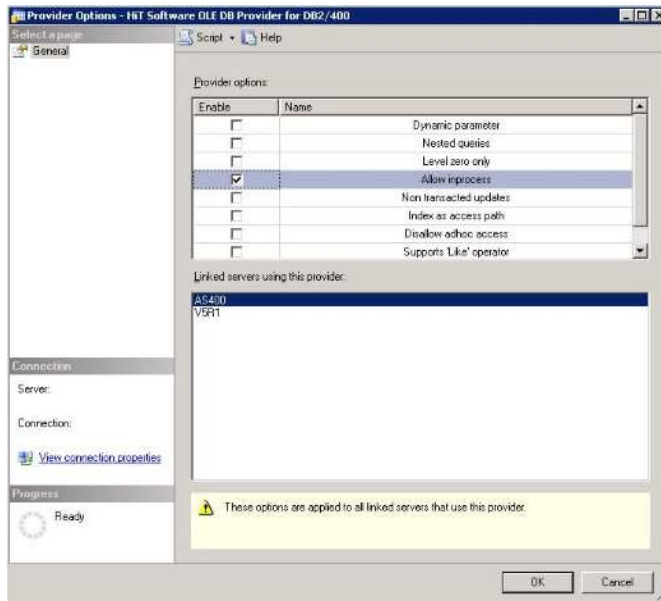 Provider Options - HiT Software OLE DB Provider for DB2/400
Select a page
General
Script
Help
Provider options:
Enable Name
Dynamic parameter
Nested queries
Level zero only
Allow inprocess
Non transacted updates
Index as access path
Disallow adhoc access
Supports 'Like' operator
Linked servers using this provider:
AS400
V5R1
Connection
Server:
Connection:
View connection properties
Progress
Ready
These options are applied to all linked servers that use this provider.
OK
Cancel